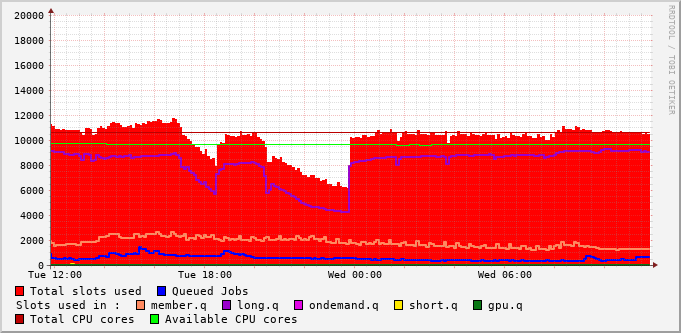 20000
18000
16000
14000
12000
10000
8000
6000
4000
2000
0
Tue 12:00 Tue 18:00 Wed 00:00 Wed 06:00
RRDTOOL / TOBI OETIKER
Total slots used Queued Jobs
Slots used in : member.q long.q ondemand.q short.q gpu.q
Total CPU cores Available CPU cores